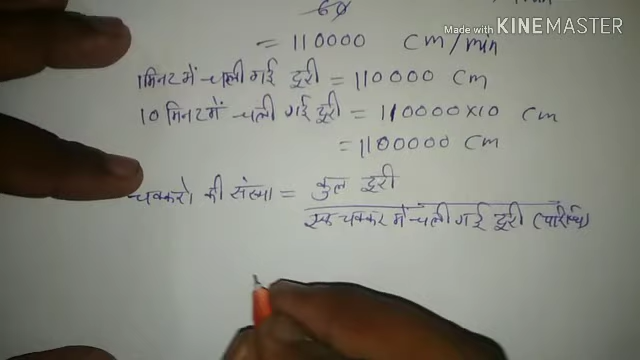 60
= 110000 cm/min
Made with KINEMASTER
1 मिनट में चली गई दूरी = 110000 cm
10 मिनट में चली गई दूरी = 110000×10 cm
= 1100000 cm
चक्करो की संख्या = कुल दूरी
एक चक्कर में चली गई दूरी (परिधि)